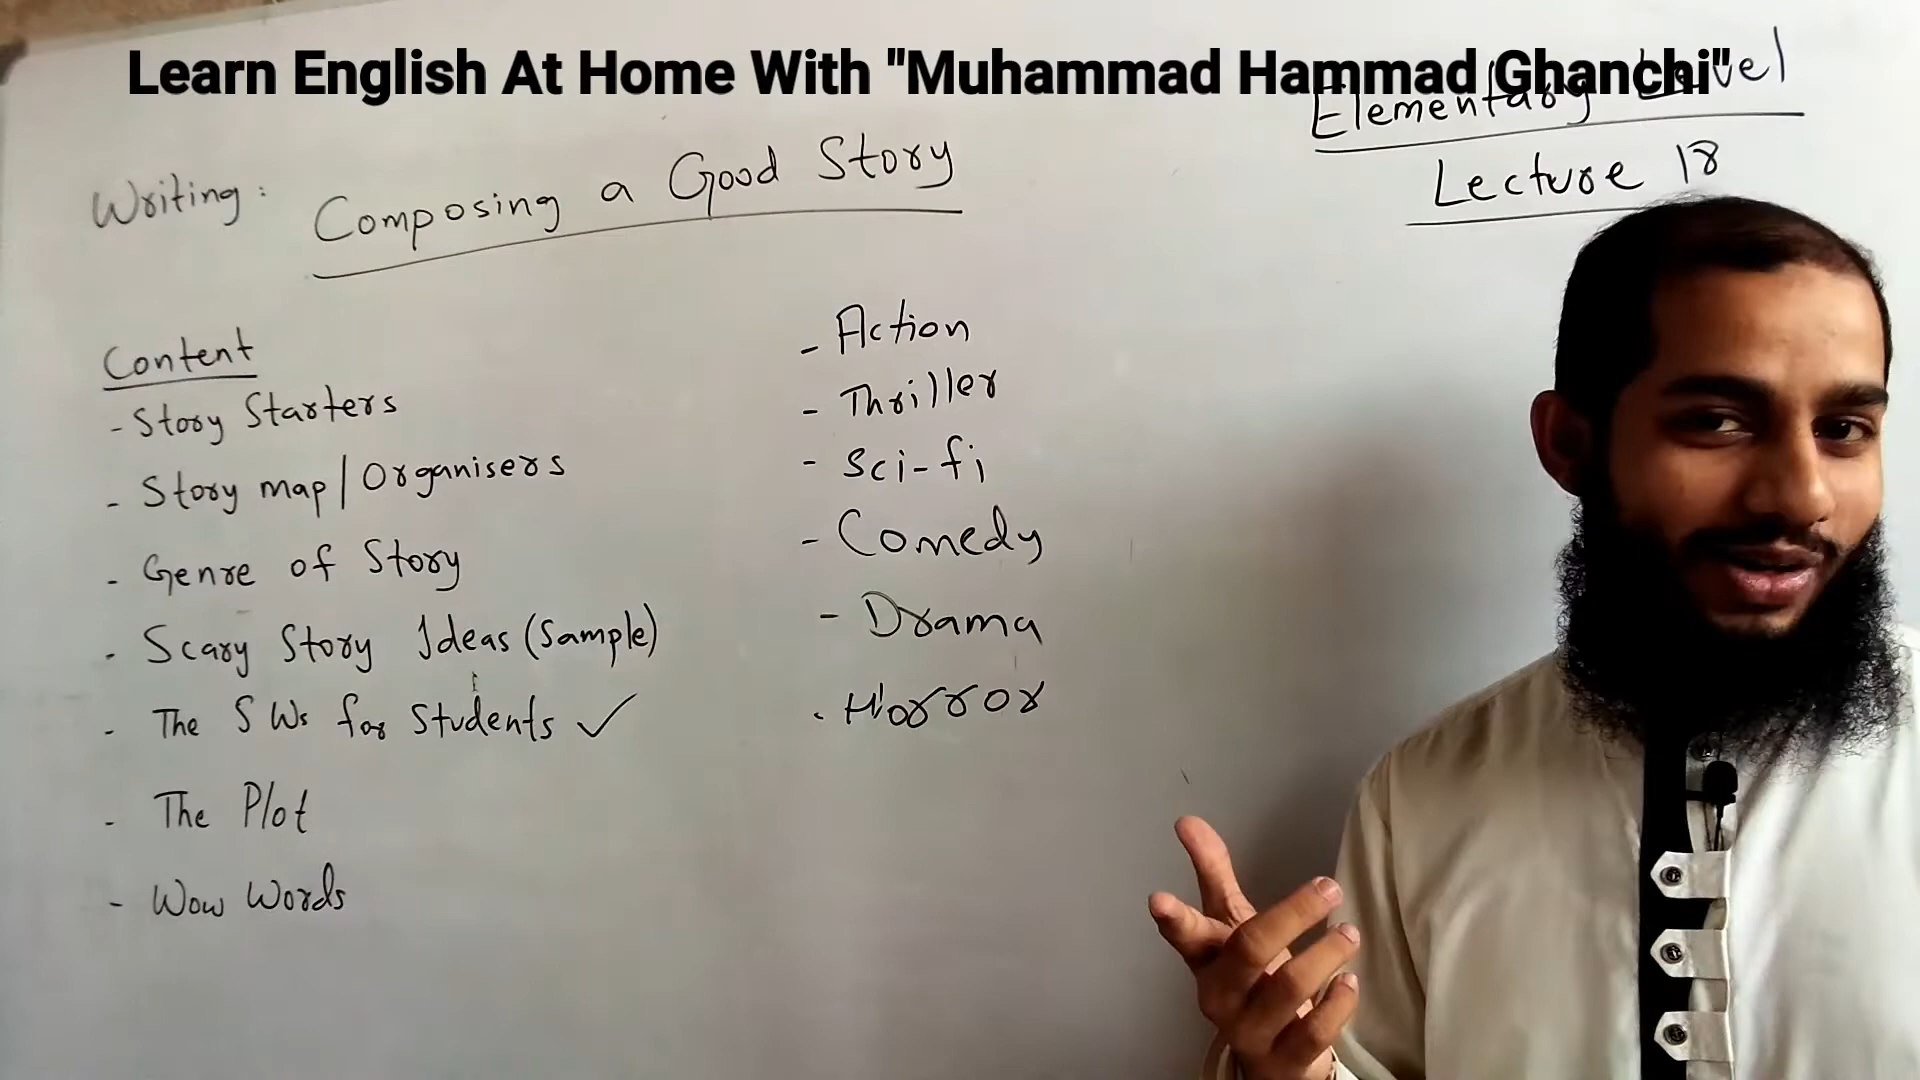 Learn English At Home With "Muhammad Hammad Ghanchi"
Elementary Level
Lecture 18
Writing: Composing a Good Story
Content
- Story Starters
- Story map / Organisers
- Genre of Story
- Scary Story Ideas (Sample)
- The 5 Ws for Students ✓
- The Plot
- Wow Words
- Action
- Thriller
- Sci-fi
- Comedy
- Drama
- Horror